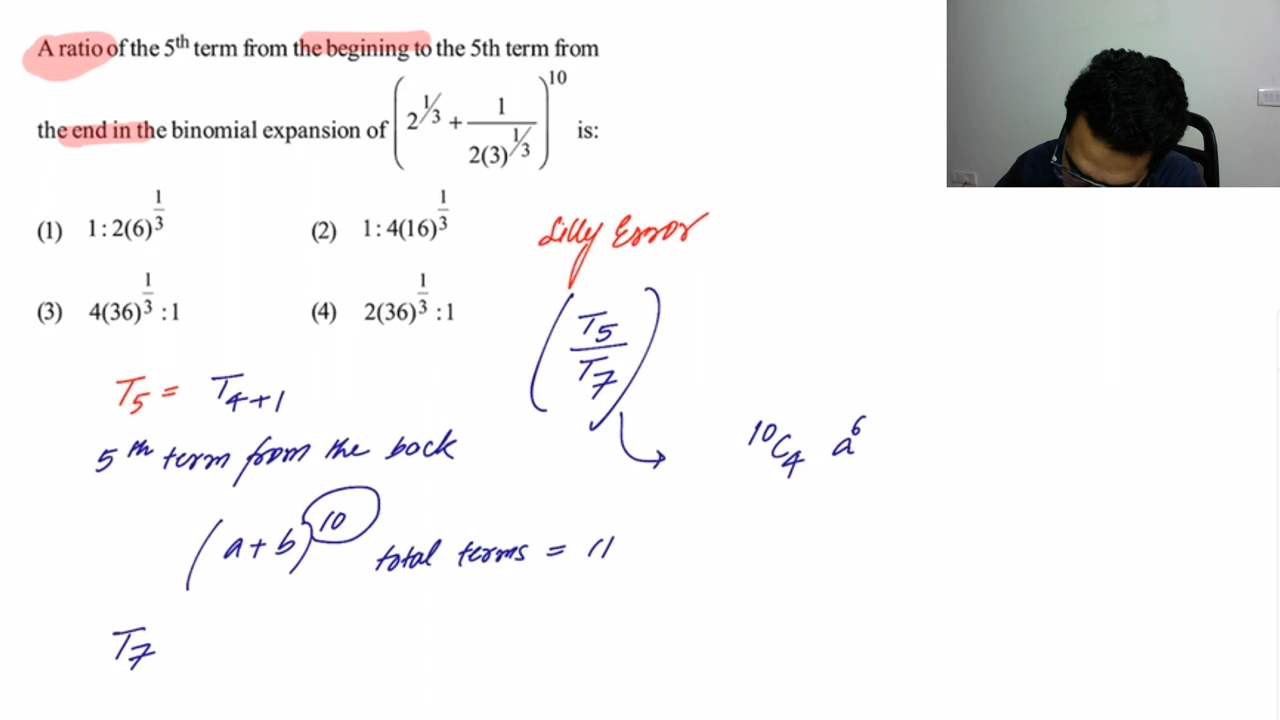 A ratio of the 5th term from the begining to the 5th term from
the end in the binomial expansion of (2^1/3 + 1/2(3)^1/3)^10 is:
(1) 1 : 2(6)^1/3 (2) 1 : 4(16)^1/3
(3) 4(36)^1/3 : 1 (4) 2(36)^1/3 : 1
Silly Error
(T5/T7)
T5 = T4+1
10C4 a^6
5th term from the back
(a+b)^10 total terms = 11
T7